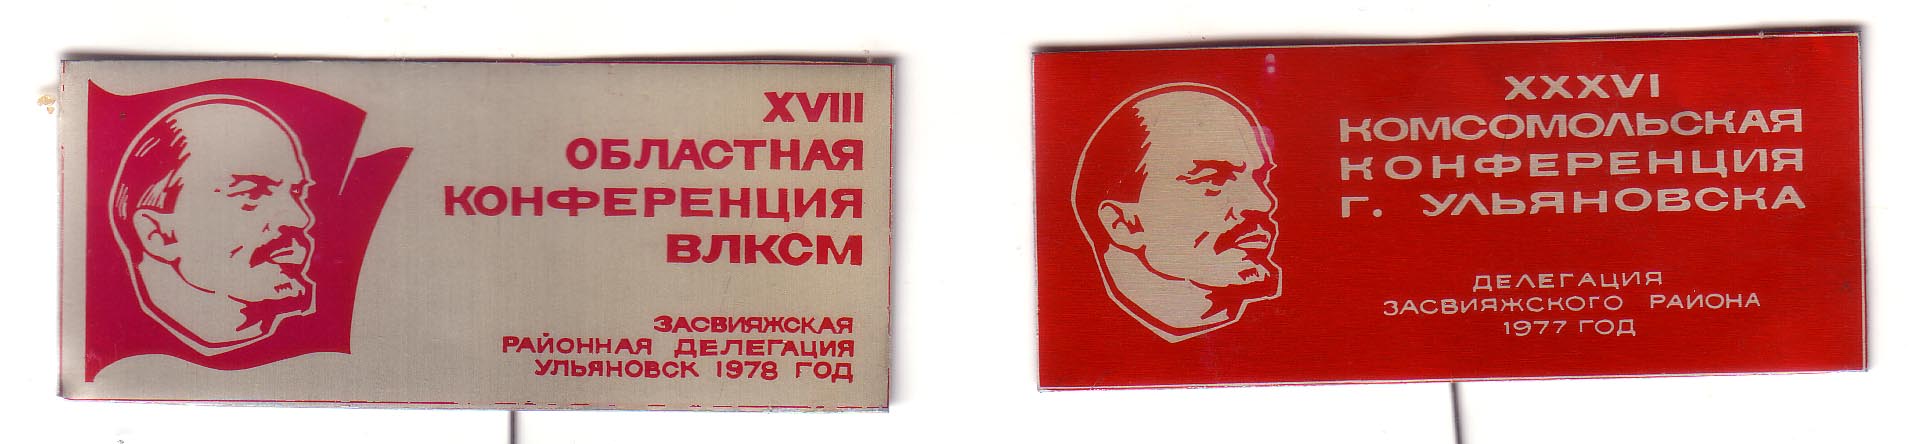 XVIII
ОБЛАСТНАЯ
КОНФЕРЕНЦИЯ
ВЛКСМ
ЗАСВИЯЖСКАЯ
РАЙОННАЯ ДЕЛЕГАЦИЯ
УЛЬЯНОВСК 1978 ГОД
XXXVI
КОМСОМОЛЬСКАЯ
КОНФЕРЕНЦИЯ
Г. УЛЬЯНОВСКА
ДЕЛЕГАЦИЯ
ЗАСВИЯЖСКОГО РАЙОНА
1977 ГОД